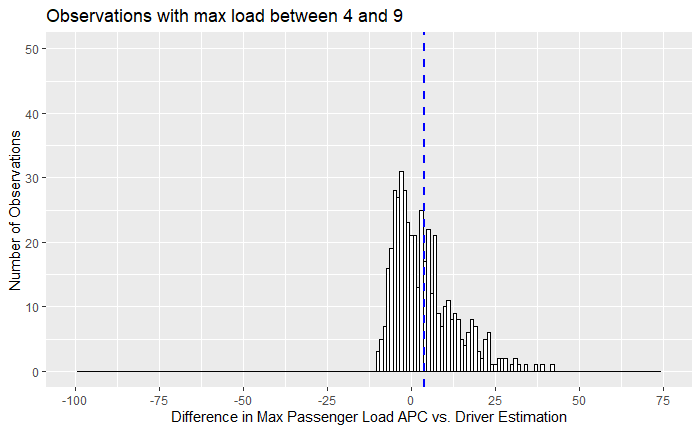 Observations with max load between 4 and 9
50
40
30
20
10
0
Number of Observations
-100 -75 -50 -25 0 25 50 75
Difference in Max Passenger Load APC vs. Driver Estimation